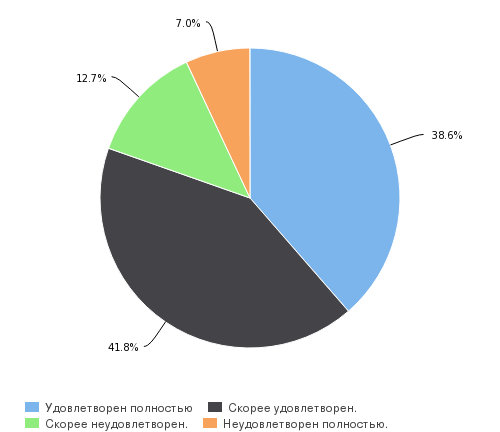 7.0%
12.7%
38.6%
41.8%
Удовлетворен полностью Скорее удовлетворен.
Скорее неудовлетворен. Неудовлетворен полностью.